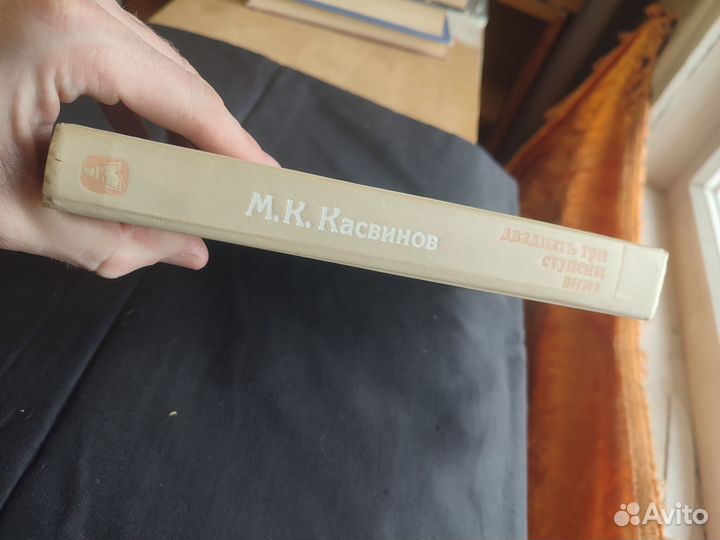 М.К. Касвинов
двадцать три
ступени
вниз
Avito